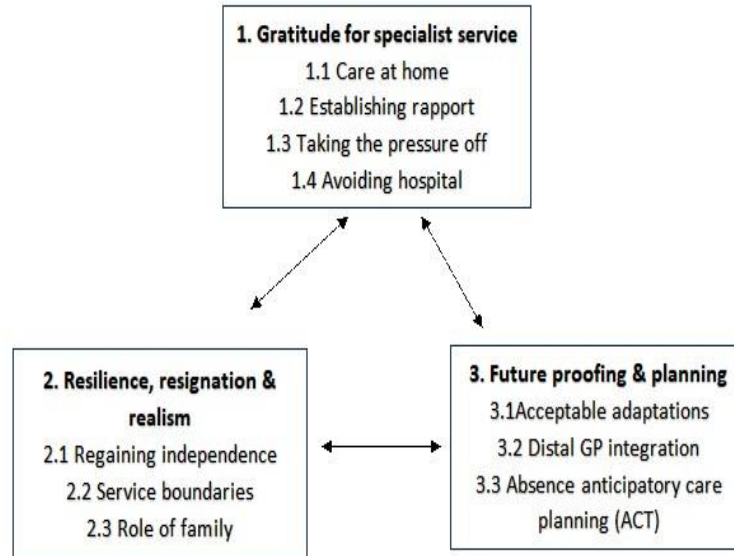 1. Gratitude for specialist service
1.1 Care at home
1.2 Establishing rapport
1.3 Taking the pressure off
1.4 Avoiding hospital
2. Resilience, resignation &
realism
2.1 Regaining independence
2.2 Service boundaries
2.3 Role of family
3. Future proofing & planning
3.1Acceptable adaptations
3.2 Distal GP integration
3.3 Absence anticipatory care
planning (ACT)